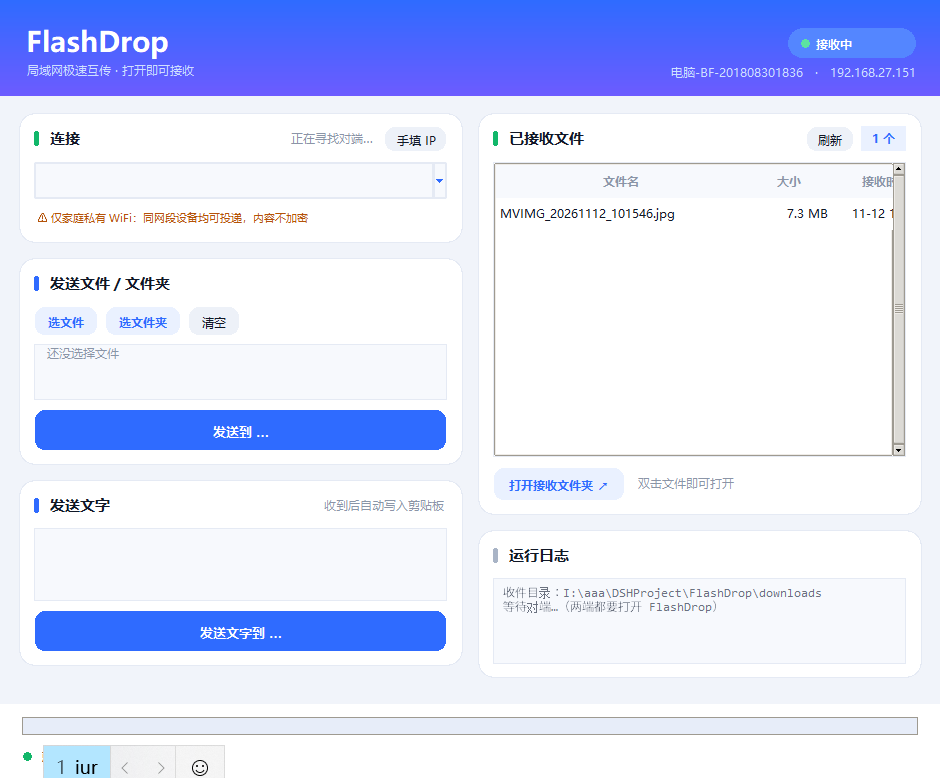 FlashDrop
局域网极速互传 · 打开即可接收
接收中
电脑-BF-201808301836 · 192.168.27.151
连接
正在寻找对端...
手填 IP
⚠ 仅家庭私有 WiFi：同网段设备均可投递，内容不加密
发送文件 / 文件夹
选文件 选文件夹 清空
还没选择文件
发送到 ...
发送文字
收到后自动写入剪贴板
发送文字到 ...
已接收文件
刷新
1 个
文件名 大小 接收时
MVIMG_20261112_101546.jpg 7.3 MB 11-12 1
打开接收文件夹 ↗
双击文件即可打开
运行日志
收件目录：I:\aaa\DSHProject\FlashDrop\downloads
等待对端…（两端都要打开 FlashDrop）
1 iur